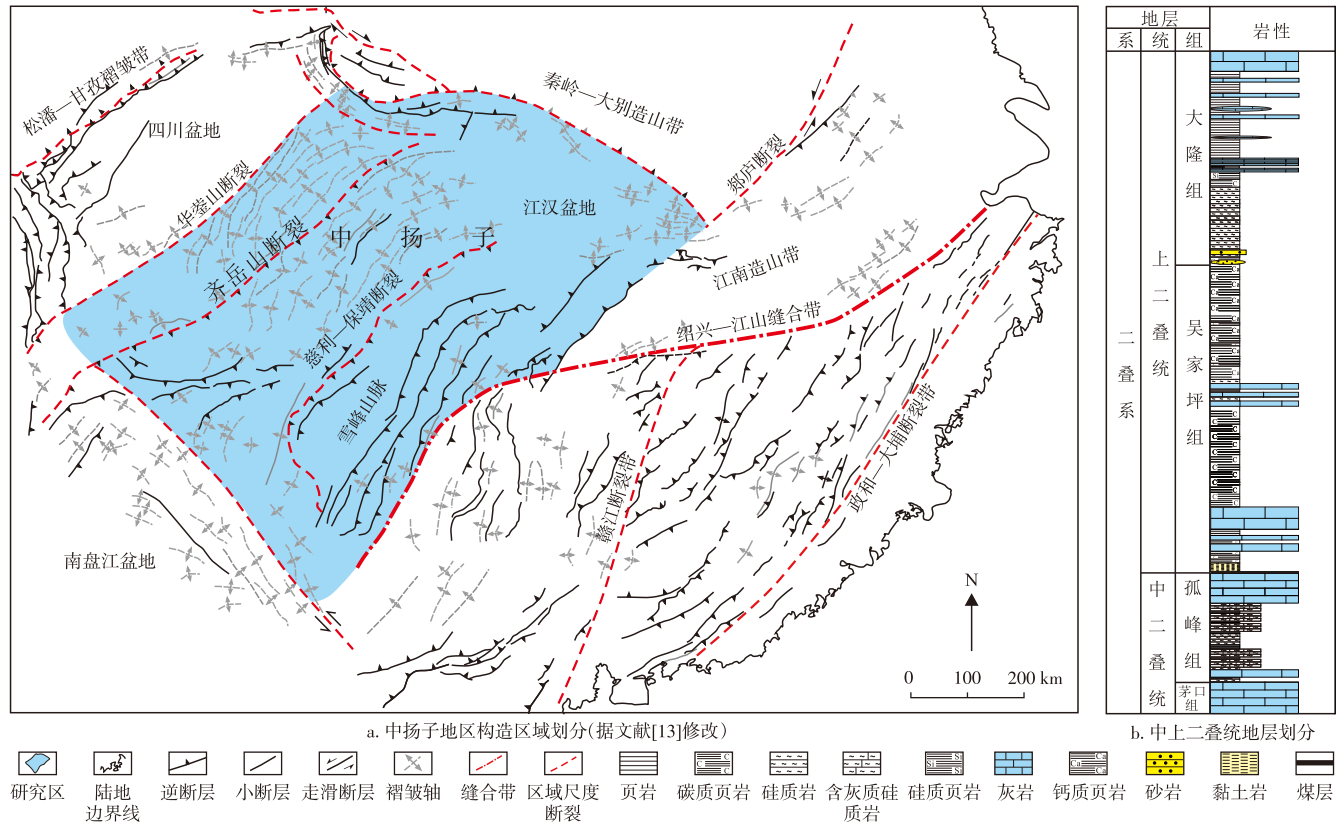 松潘—甘孜褶皱带
四川盆地
华蓥山断裂
齐岳山断裂
秦岭—大别造山带
郯庐断裂
江汉盆地
中扬子
慈利—保靖断裂
江南造山带
绍兴—江山缝合带
雪峰山脉
赣江断裂带
政和—大埔断裂带
南盘江盆地
N
0 100 200 km
a. 中扬子地区构造区域划分(据文献[13]修改)
地层
岩性
系 统 组
二叠系
上二叠统
大隆组
吴家坪组
中二叠统
孤峰组
茅口组
b. 中上二叠统地层划分
研究区
陆地边界线
逆断层
小断层
走滑断层
褶皱轴
缝合带
区域尺度断裂
页岩
碳质页岩
硅质岩
含灰质硅质岩
硅质页岩
灰岩
钙质页岩
砂岩
黏土岩
煤层